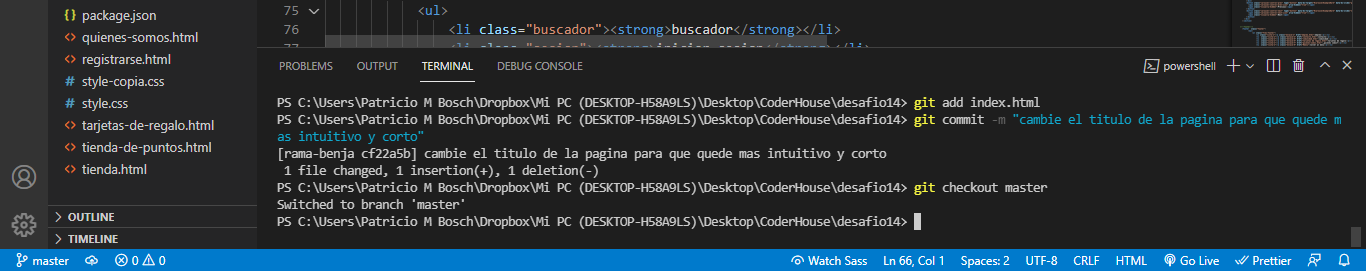 package.json
quienes-somos.html
registrarse.html
style-copia.css
style.css
tarjetas-de-regalo.html
tienda-de-puntos.html
tienda.html
OUTLINE
TIMELINE
75 <ul>
76 <li class="buscador"><strong>buscador</strong></li>
PROBLEMS OUTPUT TERMINAL DEBUG CONSOLE powershell
PS C:\Users\Patricio M Bosch\Dropbox\Mi PC (DESKTOP-H58A9LS)\Desktop\CoderHouse\desafio14> git add index.html
PS C:\Users\Patricio M Bosch\Dropbox\Mi PC (DESKTOP-H58A9LS)\Desktop\CoderHouse\desafio14> git commit -m "cambie el titulo de la pagina para que quede m
as intuitivo y corto"
[rama-benja cf22a5b] cambie el titulo de la pagina para que quede mas intuitivo y corto
1 file changed, 1 insertion(+), 1 deletion(-)
PS C:\Users\Patricio M Bosch\Dropbox\Mi PC (DESKTOP-H58A9LS)\Desktop\CoderHouse\desafio14> git checkout master
Switched to branch 'master'
PS C:\Users\Patricio M Bosch\Dropbox\Mi PC (DESKTOP-H58A9LS)\Desktop\CoderHouse\desafio14>
master 0 0 Watch Sass Ln 66, Col 1 Spaces: 2 UTF-8 CRLF HTML Go Live Prettier